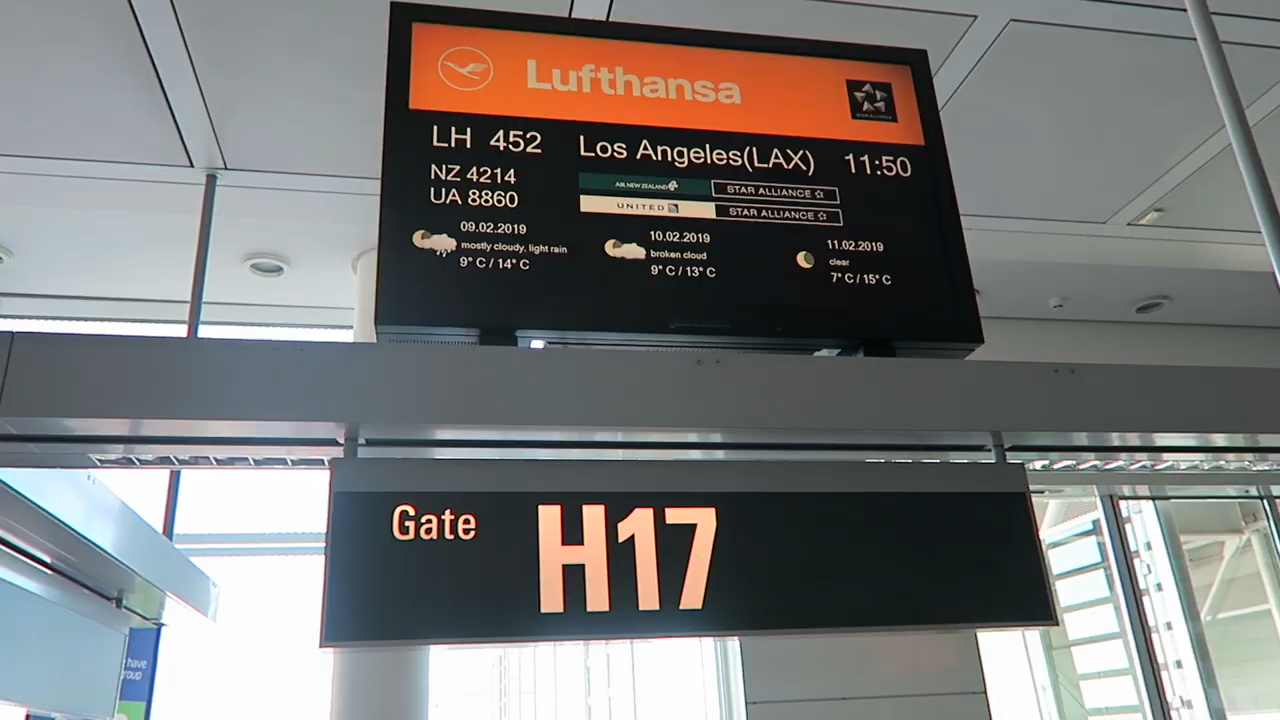 Lufthansa
STAR ALLIANCE
LH 452 Los Angeles(LAX) 11:50
NZ 4214 AIR NEW ZEALAND STAR ALLIANCE
UA 8860 UNITED STAR ALLIANCE
09.02.2019
mostly cloudy, light rain
9° C / 14° C
10.02.2019
broken cloud
9° C / 13° C
11.02.2019
clear
7° C / 15° C
Gate H17
have